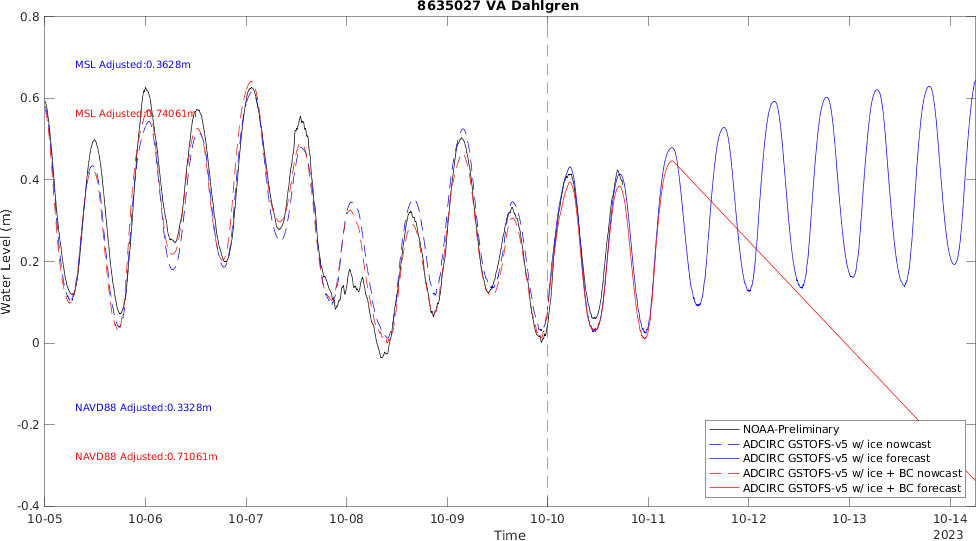 8635027 VA Dahlgren
0.8
0.6
0.4
0.2
0
-0.2
-0.4
Water Level (m)
MSL Adjusted:0.3628m
MSL Adjusted:0.74061m
NAVD88 Adjusted:0.3328m
NAVD88 Adjusted:0.71061m
NOAA-Preliminary
ADCIRC GSTOFS-v5 w/ ice nowcast
ADCIRC GSTOFS-v5 w/ ice forecast
ADCIRC GSTOFS-v5 w/ ice + BC nowcast
ADCIRC GSTOFS-v5 w/ ice + BC forecast
10-05 10-06 10-07 10-08 10-09 10-10 10-11 10-12 10-13 10-14
Time
2023